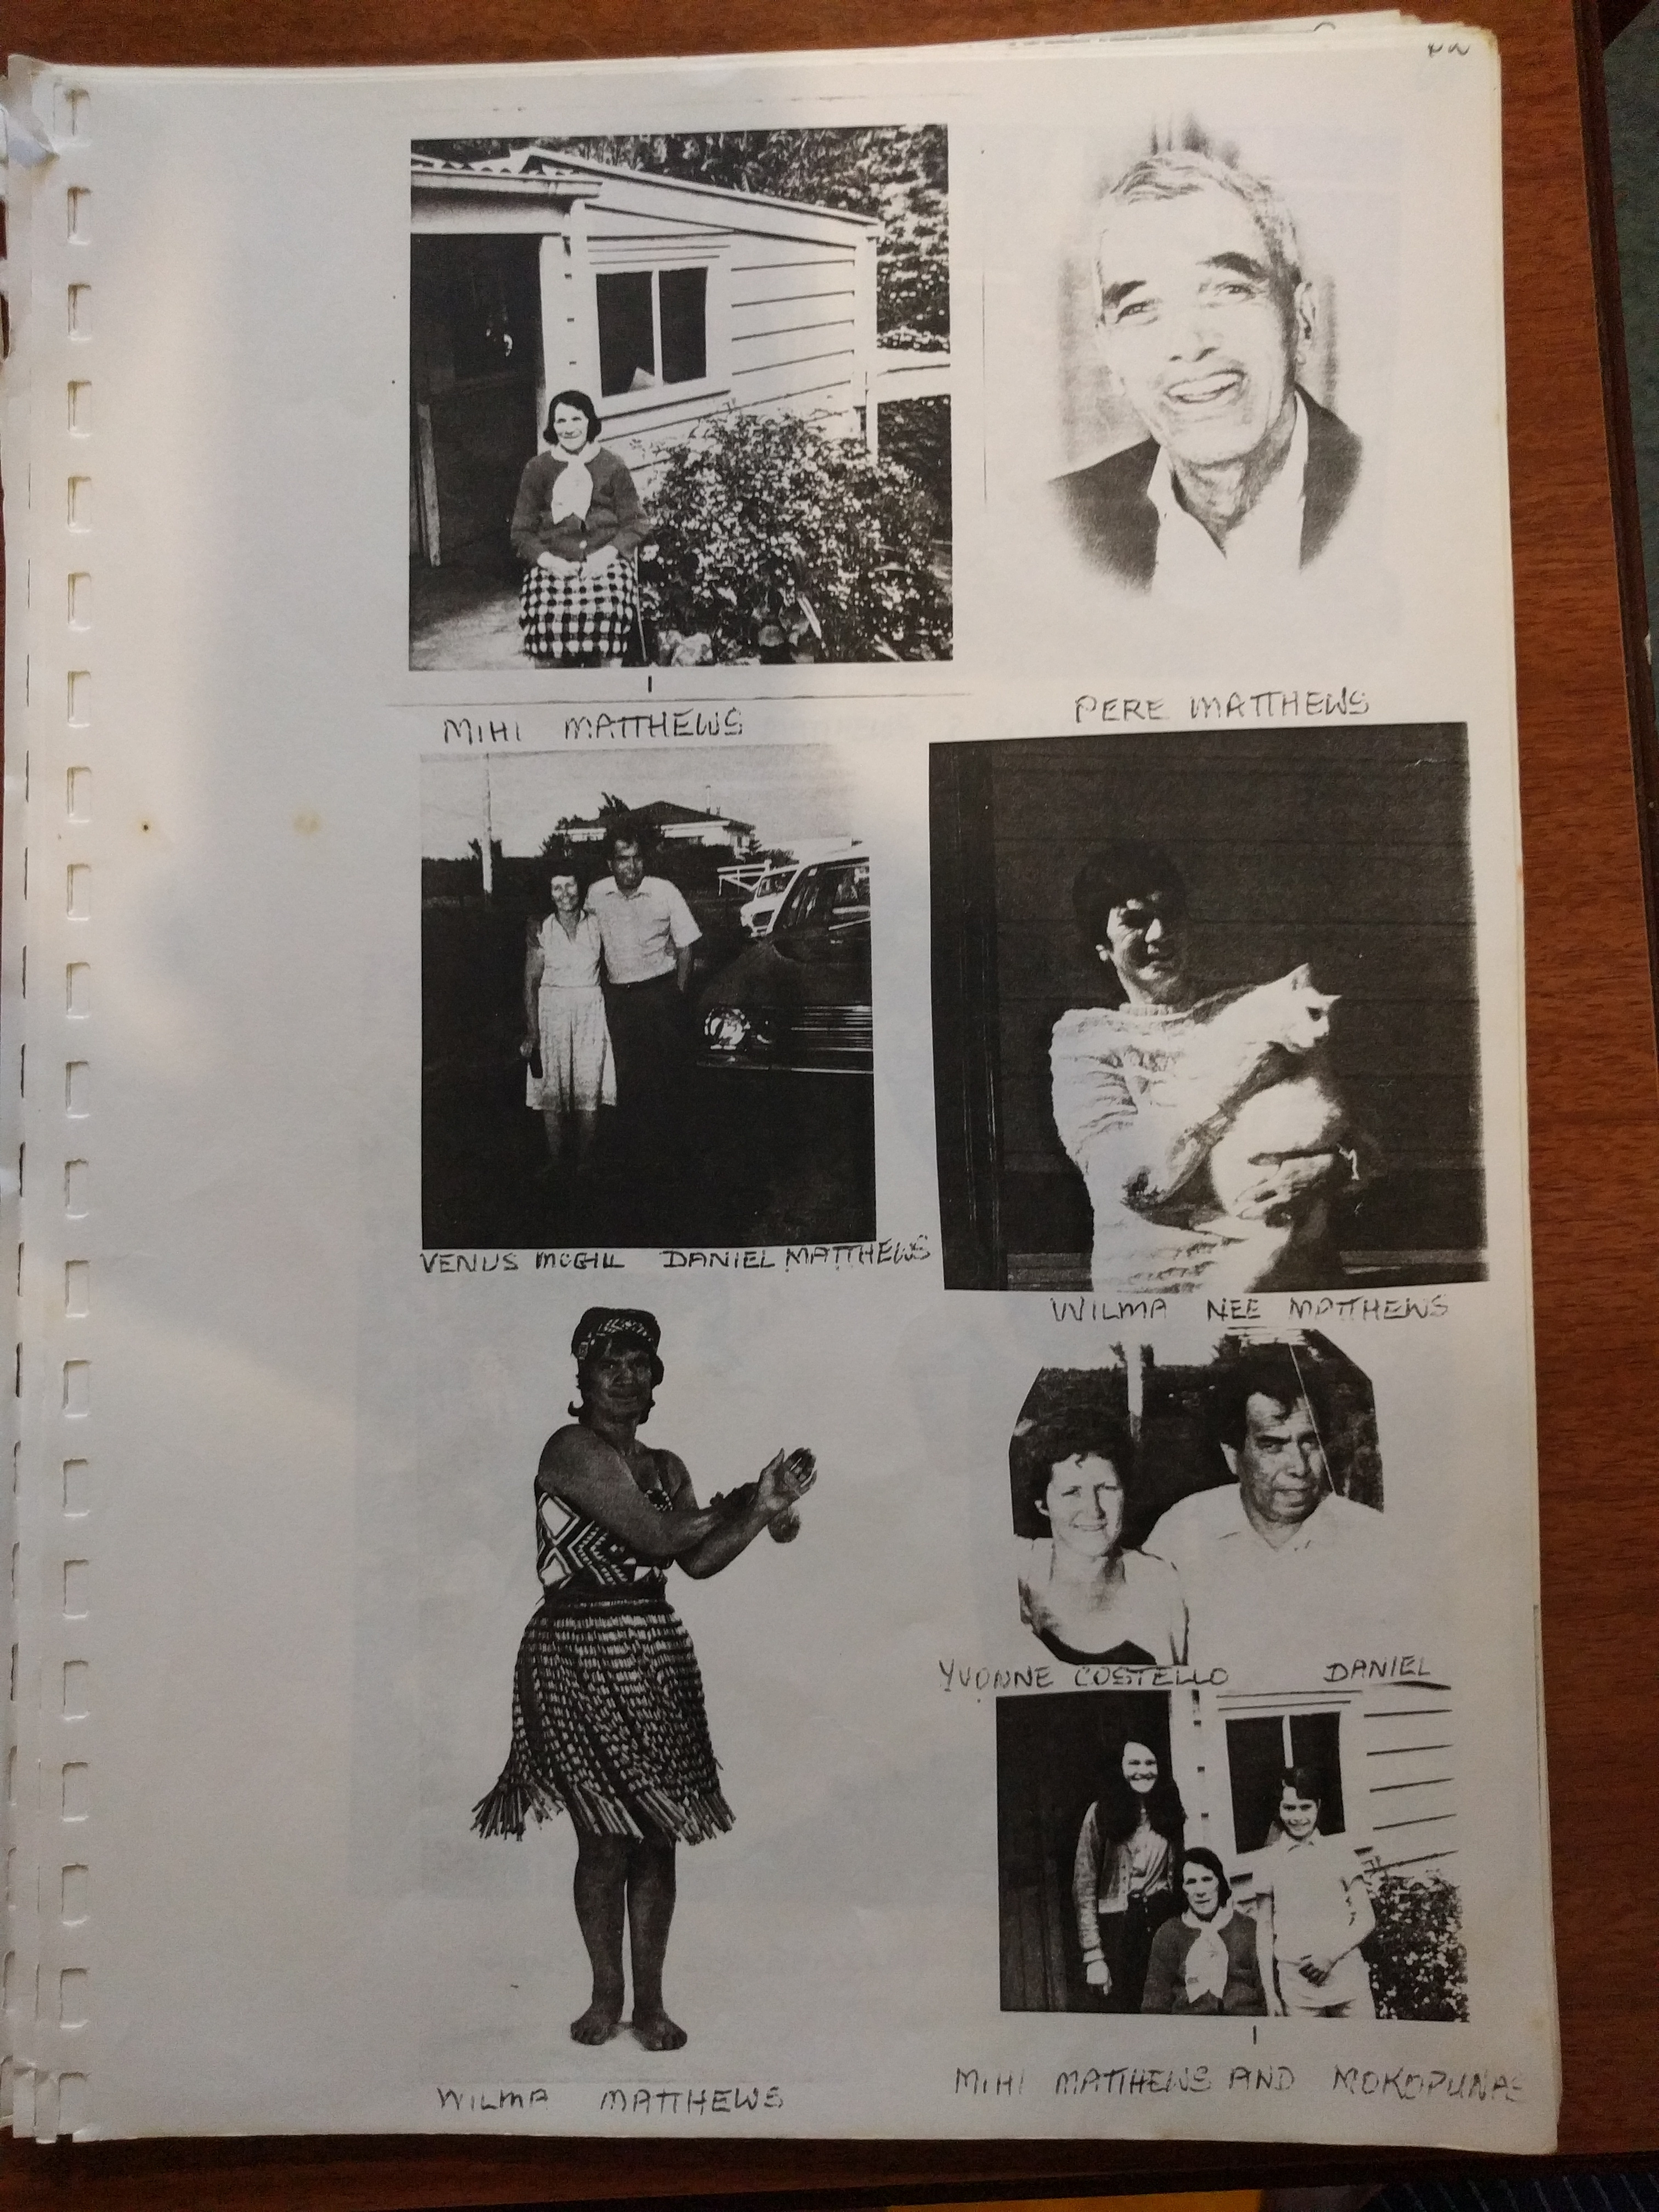 MIHI MATTHEWS
PERE MATTHEWS
VENUS McGILL DANIEL MATTHEWS
WILMA NEE MATTHEWS
YVONNE COSTELLO DANIEL
WILMA MATTHEWS
MIHI MATTHEWS AND MOKOPUNAS